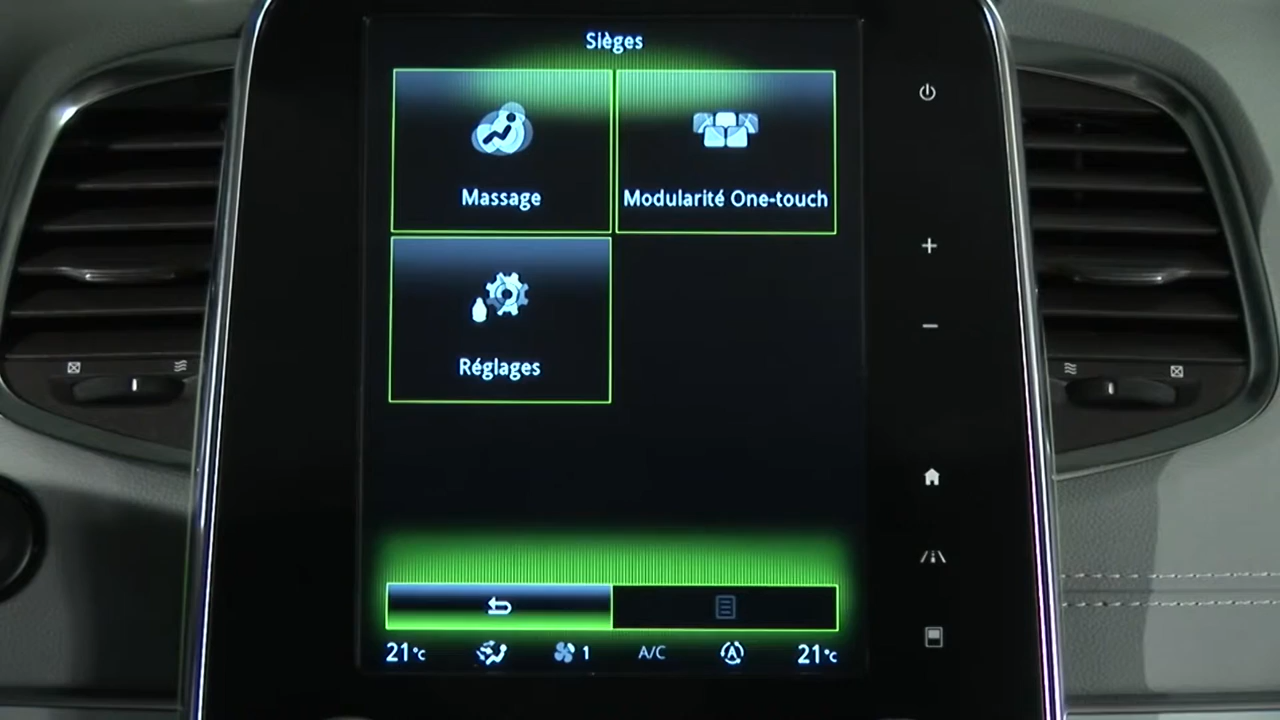 Sièges
Massage
Modularité One-touch
Réglages
21°C
1
A/C
A
21°C